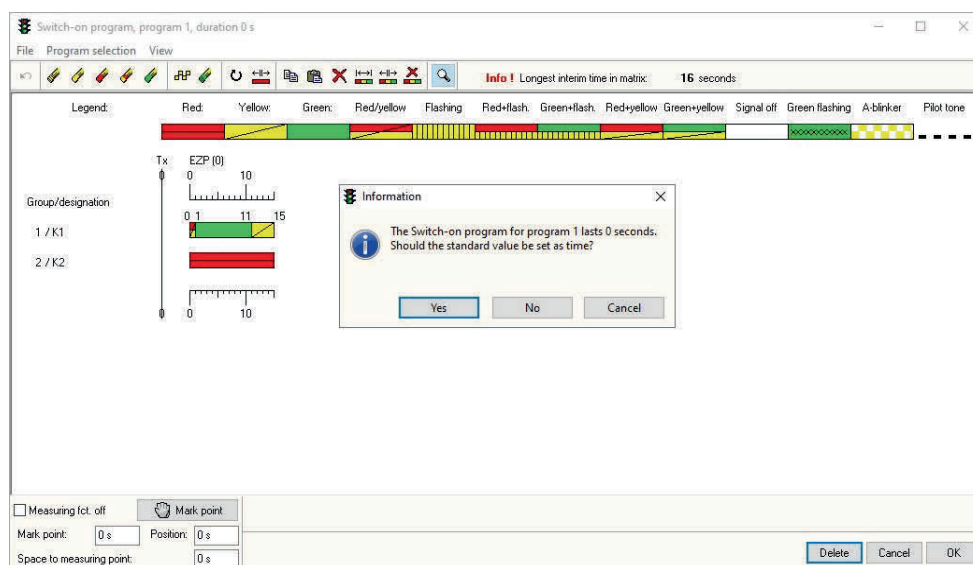 Switch-on program, program 1, duration 0 s
File Program selection View
Info ! Longest interim time in matrix: 16 seconds
Legend: Red: Yellow: Green: Red/yellow Flashing Red+flash. Green+flash. Red+yellow Green+yellow Signal off Green flashing A-blinker Pilot tone
Tx EZP (0)
0 0 10
Group/designation
0 1 11 15
1 / K1
2 / K2
0 0 10
Information
The Switch-on program for program 1 lasts 0 seconds.
Should the standard value be set as time?
Yes No Cancel
Measuring fct. off Mark point
Mark point: 0 s Position: 0 s
Space to measuring point: 0 s
Delete Cancel OK